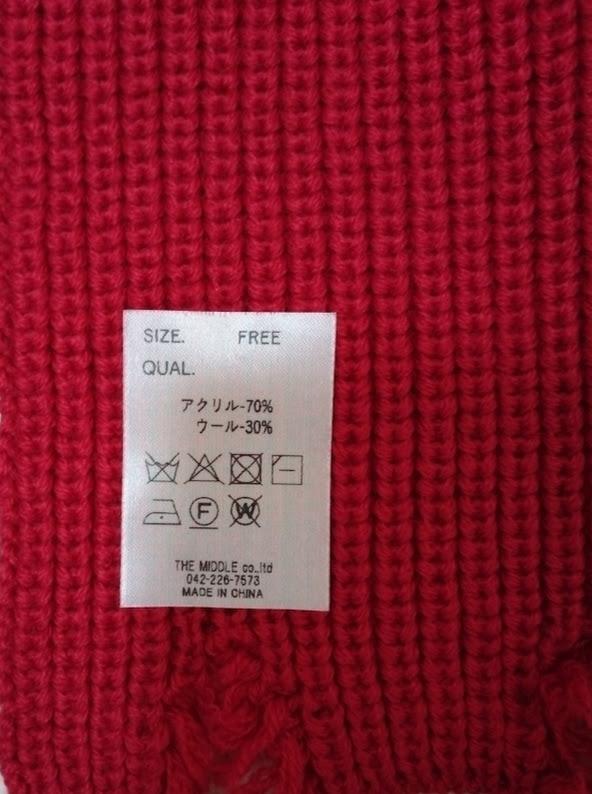 SIZE. FREE
QUAL.
アクリル-70%
ウール-30%
F W
THE MIDDLE co.,ltd
042-226-7573
MADE IN CHINA